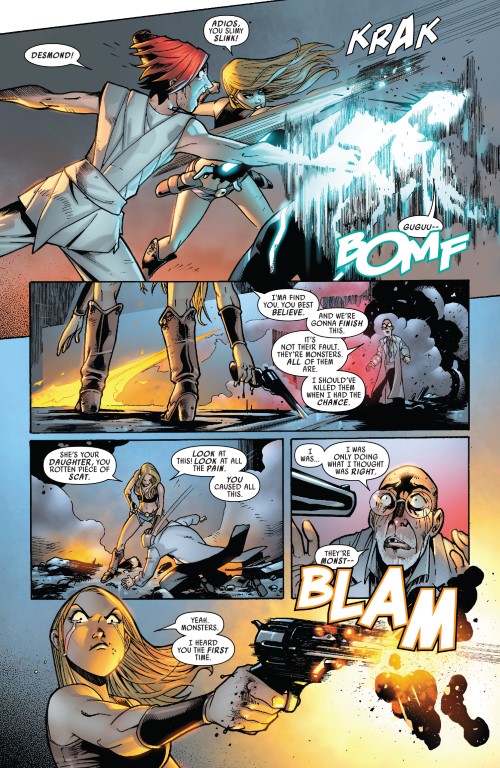 DESMOND!
ADIOS,
YOU SLIMY
SLINK!
KRAK
GUGUU--
BOMF
I'MA FIND
YOU. YOU BEST
BELIEVE.
AND WE'RE
GONNA FINISH
THIS.
IT'S
NOT THEIR FAULT.
THEY'RE MONSTERS.
ALL OF THEM
ARE.
I SHOULD'VE
KILLED THEM
WHEN I HAD THE
CHANCE.
SHE'S YOUR
DAUGHTER, YOU
ROTTEN PIECE OF
SCAT.
LOOK AT
THIS! LOOK AT ALL
THE PAIN.
YOU
CAUSED ALL
THIS.
I
WAS...
I WAS
ONLY DOING
WHAT I THOUGHT
WAS RIGHT.
THEY'RE
MONST--
BLAM
YEAH.
MONSTERS.
I HEARD
YOU THE FIRST
TIME.